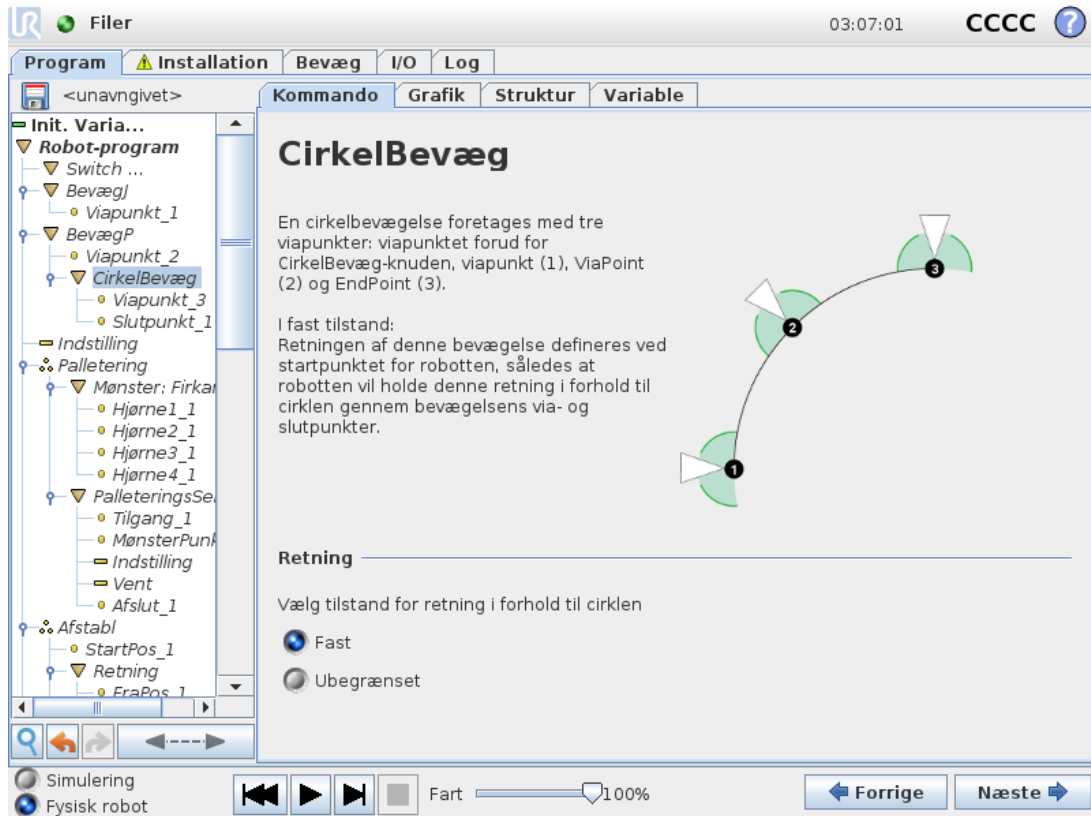 UR
Filer
03:07:01
CCCC
?
Program
Installation
Bevæg
I/O
Log
<unavngivet>
Kommando
Grafik
Struktur
Variable
Init. Varia...
Robot-program
Switch ...
BevægJ
Viapunkt_1
BevægP
Viapunkt_2
CirkelBevæg
Viapunkt_3
Slutpunkt_1
Indstilling
Palletering
Mønster: Firkan
Hjørne1_1
Hjørne2_1
Hjørne3_1
Hjørne4_1
PalleteringsSe
Tilgang_1
MønsterPunk
Indstilling
Vent
Afslut_1
Afstabl
StartPos_1
Retning
FraPos_1
CirkelBevæg
En cirkelbevægelse foretages med tre
viapunkter: viapunktet forud for
CirkelBevæg-knuden, viapunkt (1), ViaPoint
(2) og EndPoint (3).
I fast tilstand:
Retningen af denne bevægelse defineres ved
startpunktet for robotten, således at
robotten vil holde denne retning i forhold til
cirklen gennem bevægelsens via- og
slutpunkter.
3
2
1
Retning
Vælg tilstand for retning i forhold til cirklen
Fast
Ubegrænset
Simulering
Fysisk robot
Fart
100%
Forrige
Næste